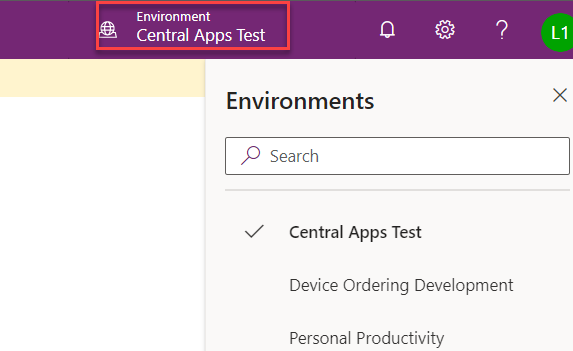 Environment
Central Apps Test
?
L1
Environments
Search
Central Apps Test
Device Ordering Development
Personal Productivity